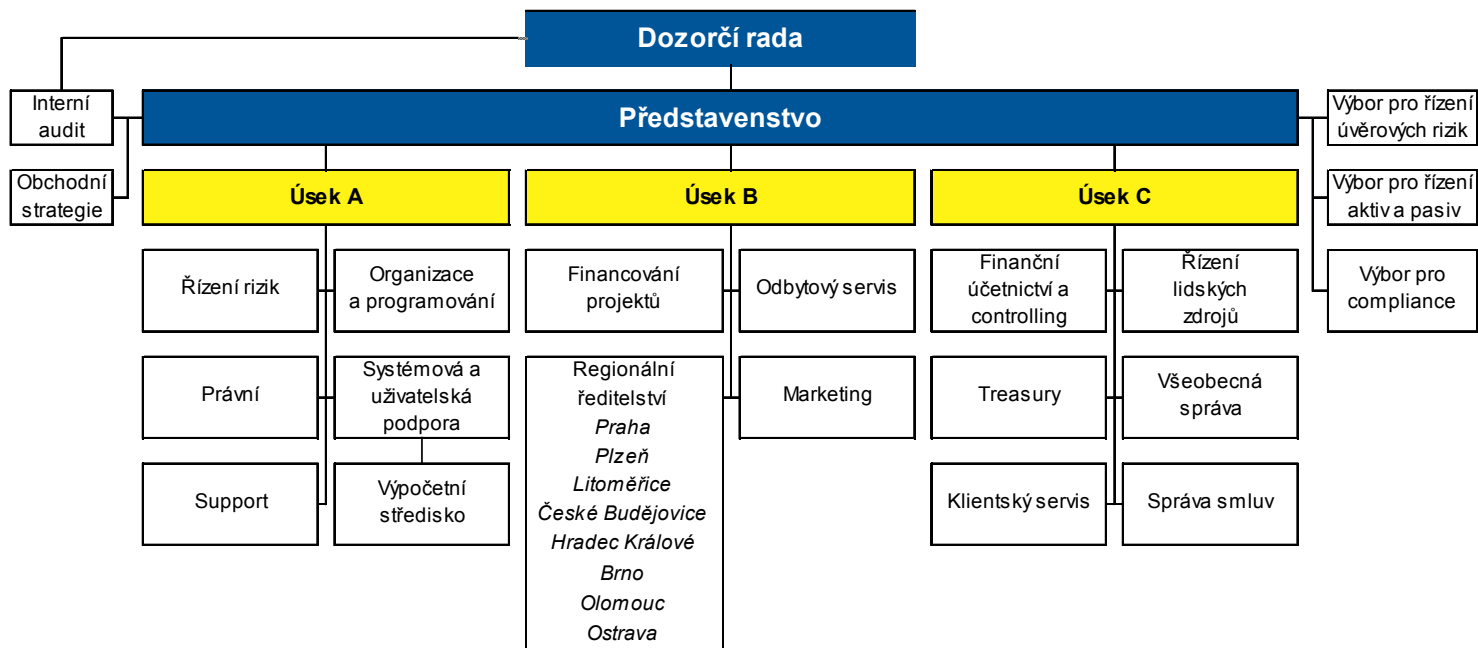 Dozorčí rada
Interní
audit
Představenstvo
Výbor pro řízení
úvěrových rizik
Obchodní
strategie
Úsek A
Úsek B
Úsek C
Výbor pro řízení
aktiv a pasiv
Řízení rizik
Organizace
a programování
Financování
projektů
Odbytový servis
Finanční
účetnictví a
controlling
Řízení
lidských
zdrojů
Výbor pro
compliance
Právní
Systémová a
uživatelská
podpora
Regionální
ředitelství
Praha
Plzeň
Litoměřice
České Budějovice
Hradec Králové
Brno
Olomouc
Ostrava
Marketing
Treasury
Všeobecná
správa
Support
Výpočetní
středisko
Klientský servis
Správa smluv